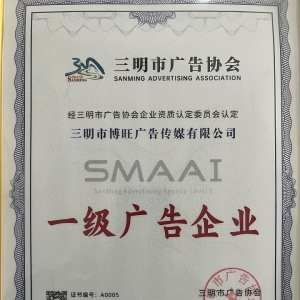 三明市广告协会
SANMING ADVERTISING ASSOCIATION
经三明市广告协会企业资质认定委员会认定
三明市博旺广告传媒有限公司
SMAAI
SanMing Advertising Agency Level 1
一级广告企业
证书编号：A0005
三明市广告协会